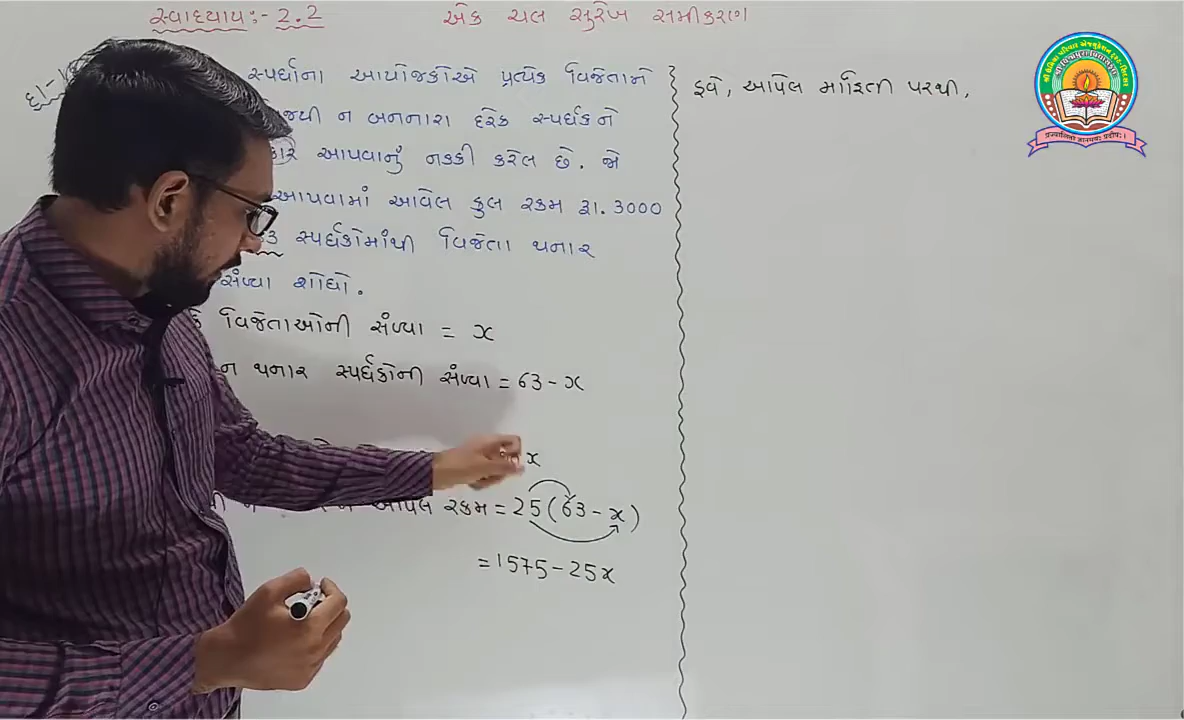 સ્વાધ્યાય:- 2.2 એક ચલ સુરેખ સમીકરણ
સ્પર્ધાના આયોજકોએ પ્રત્યેક વિજેતાને
ન બનનારા દરેક સ્પર્ધકને
આપવાનું નક્કી કરેલ છે. જો
આપવામાં આવેલ કુલ રકમ રૂા. 3000
સ્પર્ધકોમાંથી વિજેતા થનાર
સંખ્યા શોધો.
વિજેતાઓની સંખ્યા = x
ન થનાર સ્પર્ધકોની સંખ્યા = 63 - x
x
આપેલ રકમ = 25(63 - x)
= 1575 - 25x
હવે, આપેલ માહિતી પરથી,